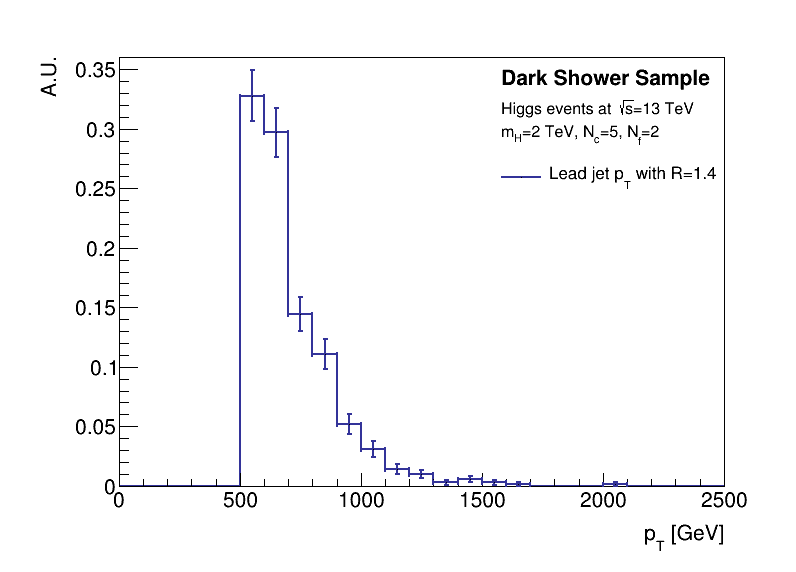 A.U.
0.35
0.3
0.25
0.2
0.15
0.1
0.05
0
Dark Shower Sample
Higgs events at √s=13 TeV
m_H=2 TeV, N_c=5, N_f=2
Lead jet p_T with R=1.4
0 500 1000 1500 2000 2500
p_T [GeV]